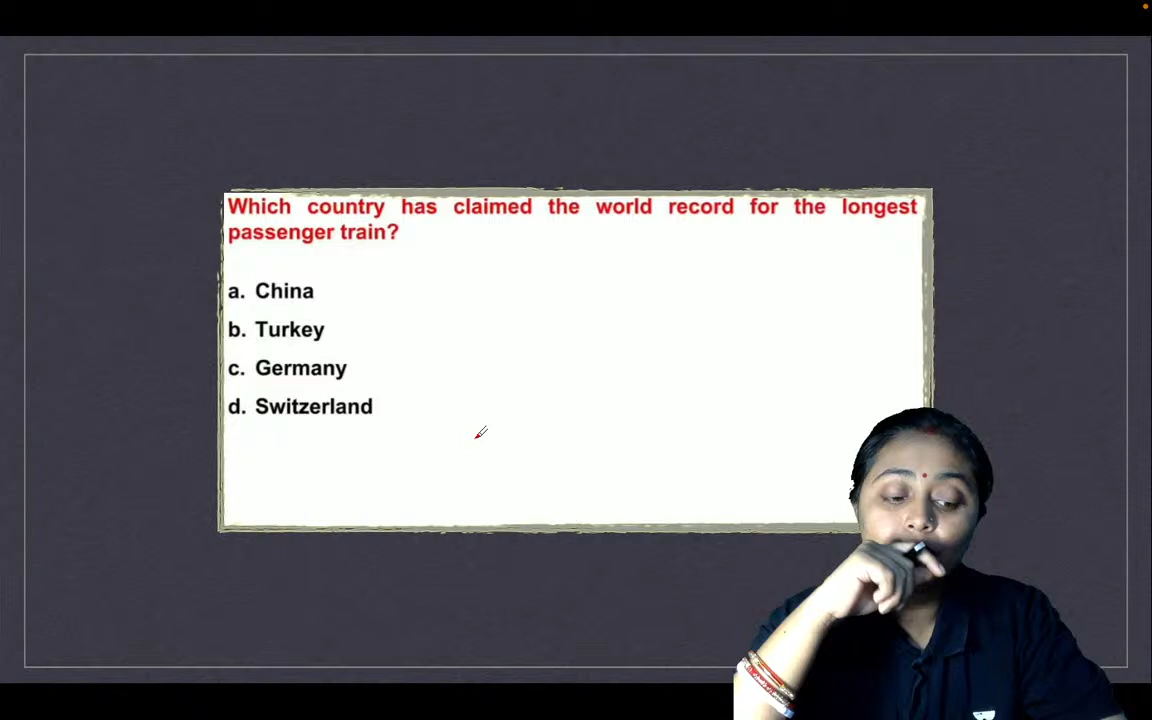 Which country has claimed the world record for the longest
passenger train?
a. China
b. Turkey
c. Germany
d. Switzerland